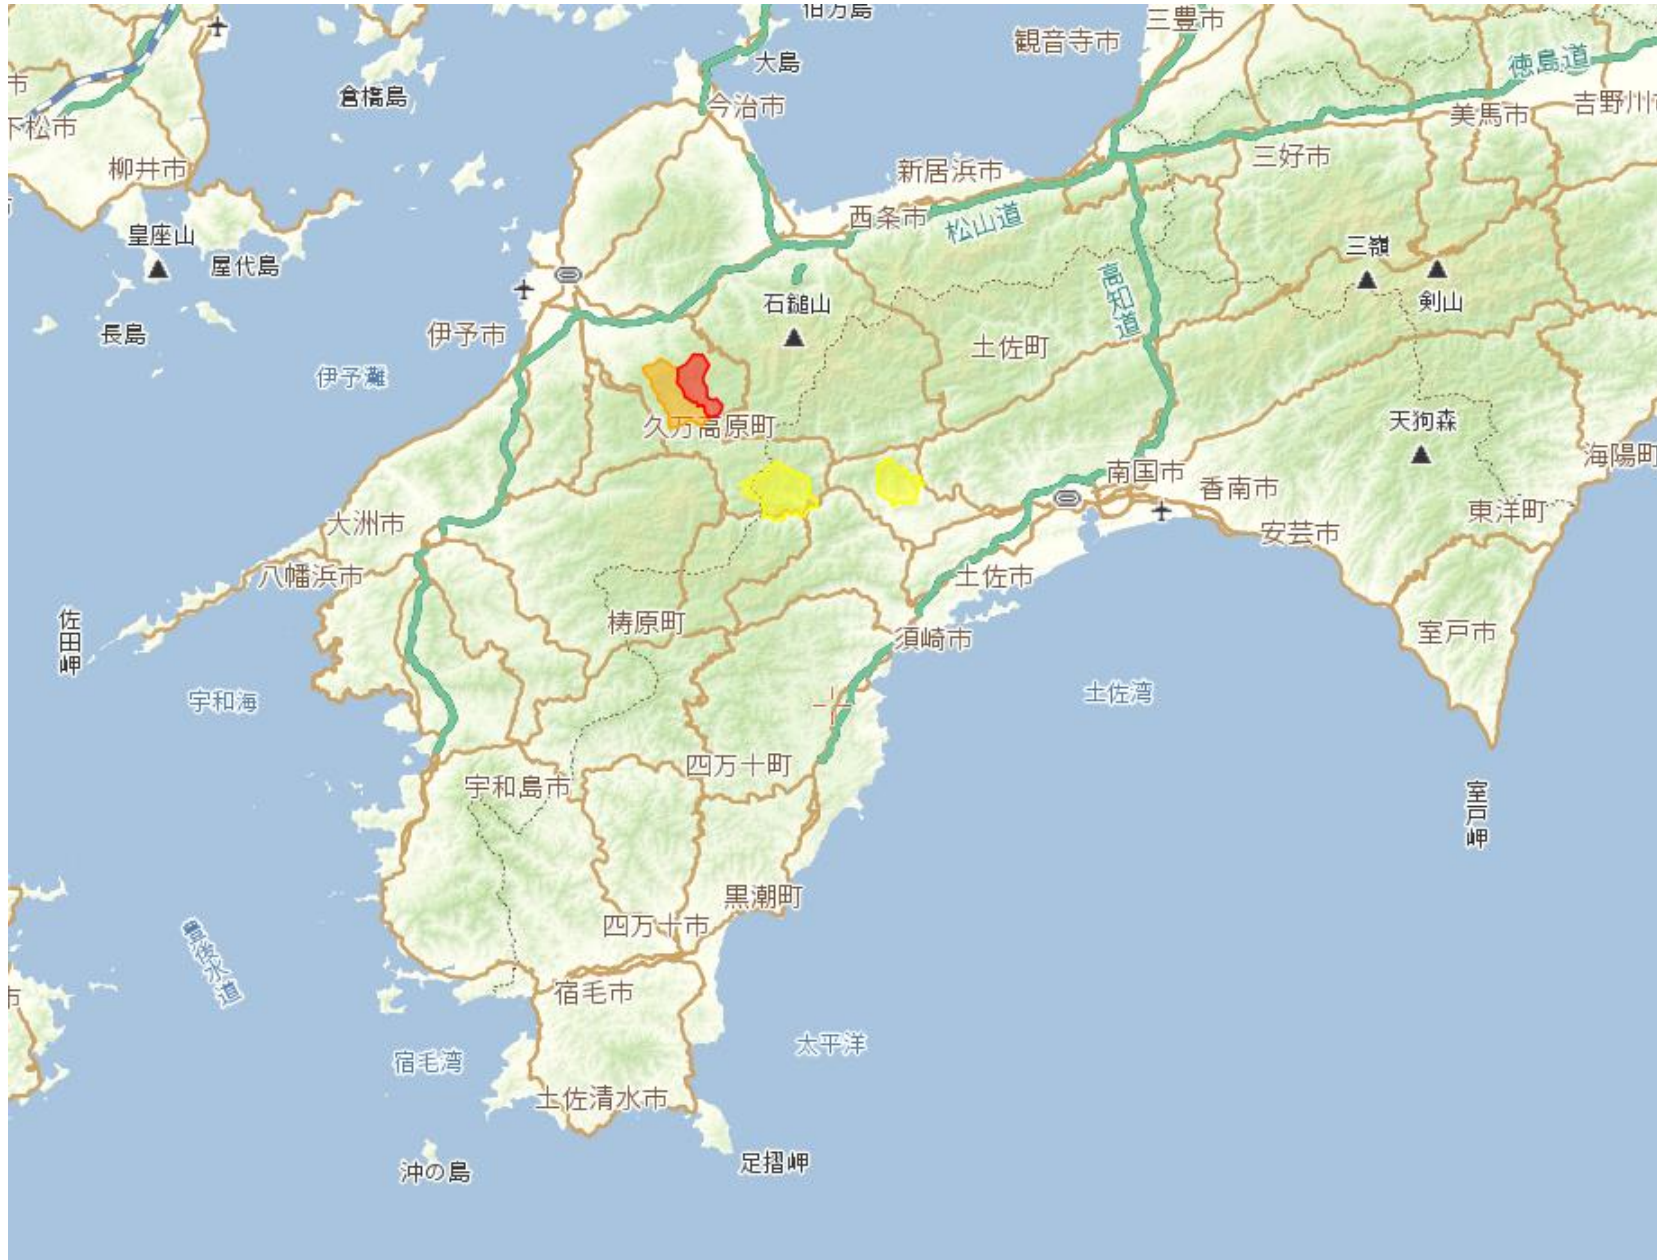 伯方島
三豊市
観音寺市
大島
徳島道
倉橋島
今治市
美馬市
吉野川市
下松市
柳井市
三好市
新居浜市
西条市
松山道
皇座山
屋代島
三嶺
剣山
高知道
石鎚山
長島
伊予市
土佐町
伊予灘
久万高原町
天狗森
海陽町
南国市
香南市
東洋町
大洲市
安芸市
八幡浜市
土佐市
佐田岬
梼原町
須崎市
室戸市
宇和海
土佐湾
四万十町
宇和島市
室戸岬
黒潮町
四万十市
豊後水道
宿毛市
太平洋
宿毛湾
土佐清水市
足摺岬
沖の島